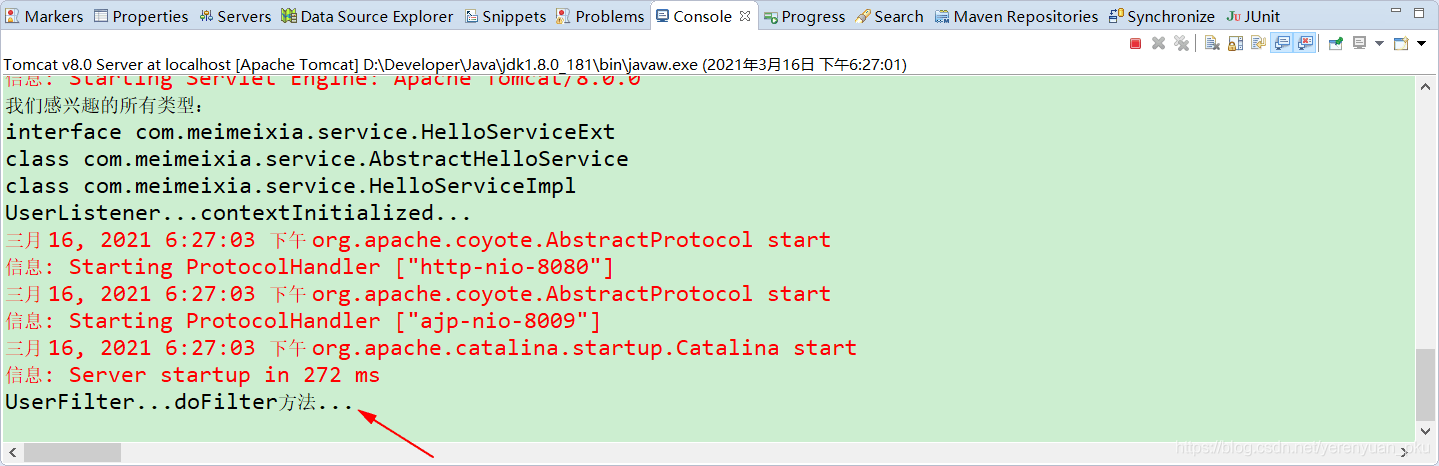 Markers Properties Servers Data Source Explorer Snippets Problems Console Progress Search Maven Repositories Synchronize JUnit
Tomcat v8.0 Server at localhost [Apache Tomcat] D:\Developer\Java\jdk1.8.0_181\bin\javaw.exe (2021年3月16日 下午6:27:01)
信息: Starting Servlet Engine: Apache Tomcat/8.0.0
我们感兴趣的所有类型：
interface com.meimeixia.service.HelloServiceExt
class com.meimeixia.service.AbstractHelloService
class com.meimeixia.service.HelloServiceImpl
UserListener...contextInitialized...
三月 16, 2021 6:27:03 下午 org.apache.coyote.AbstractProtocol start
信息: Starting ProtocolHandler ["http-nio-8080"]
三月 16, 2021 6:27:03 下午 org.apache.coyote.AbstractProtocol start
信息: Starting ProtocolHandler ["ajp-nio-8009"]
三月 16, 2021 6:27:03 下午 org.apache.catalina.startup.Catalina start
信息: Server startup in 272 ms
UserFilter...doFilter方法...
https://blog.csdn.net/yerenyuan_pku